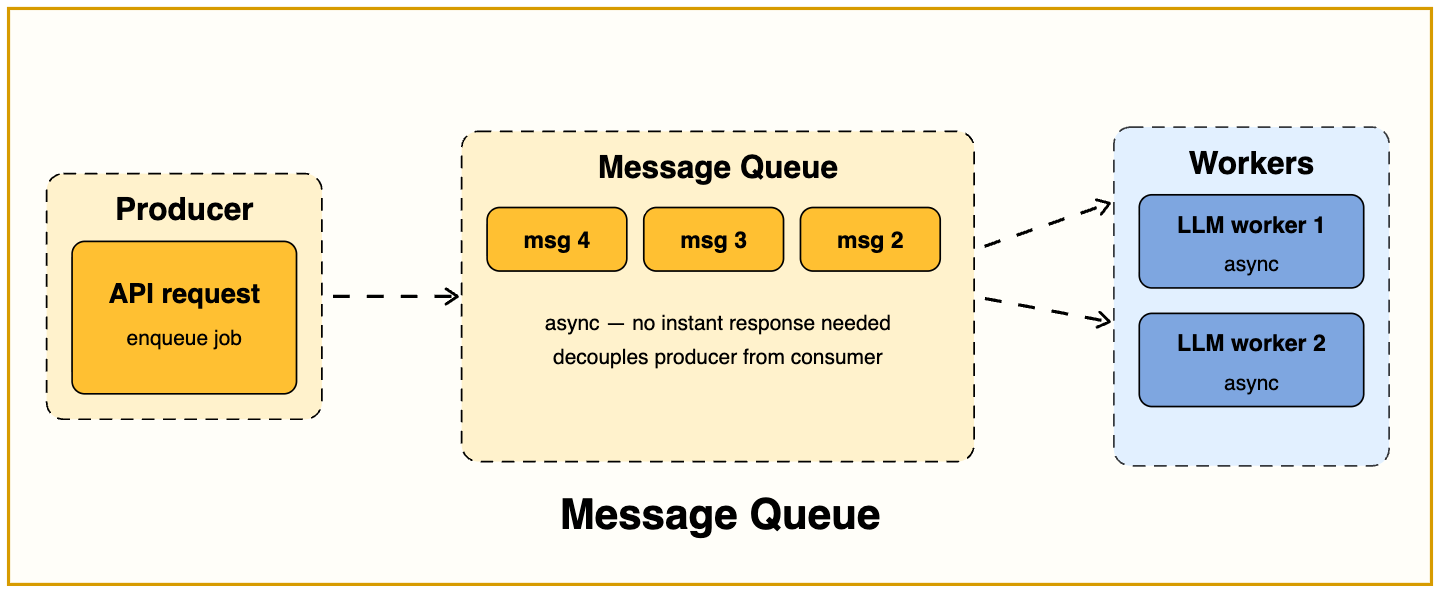 Producer
API request
enqueue job
Message Queue
msg 4
msg 3
msg 2
async — no instant response needed
decouples producer from consumer
Workers
LLM worker 1
async
LLM worker 2
async
Message Queue